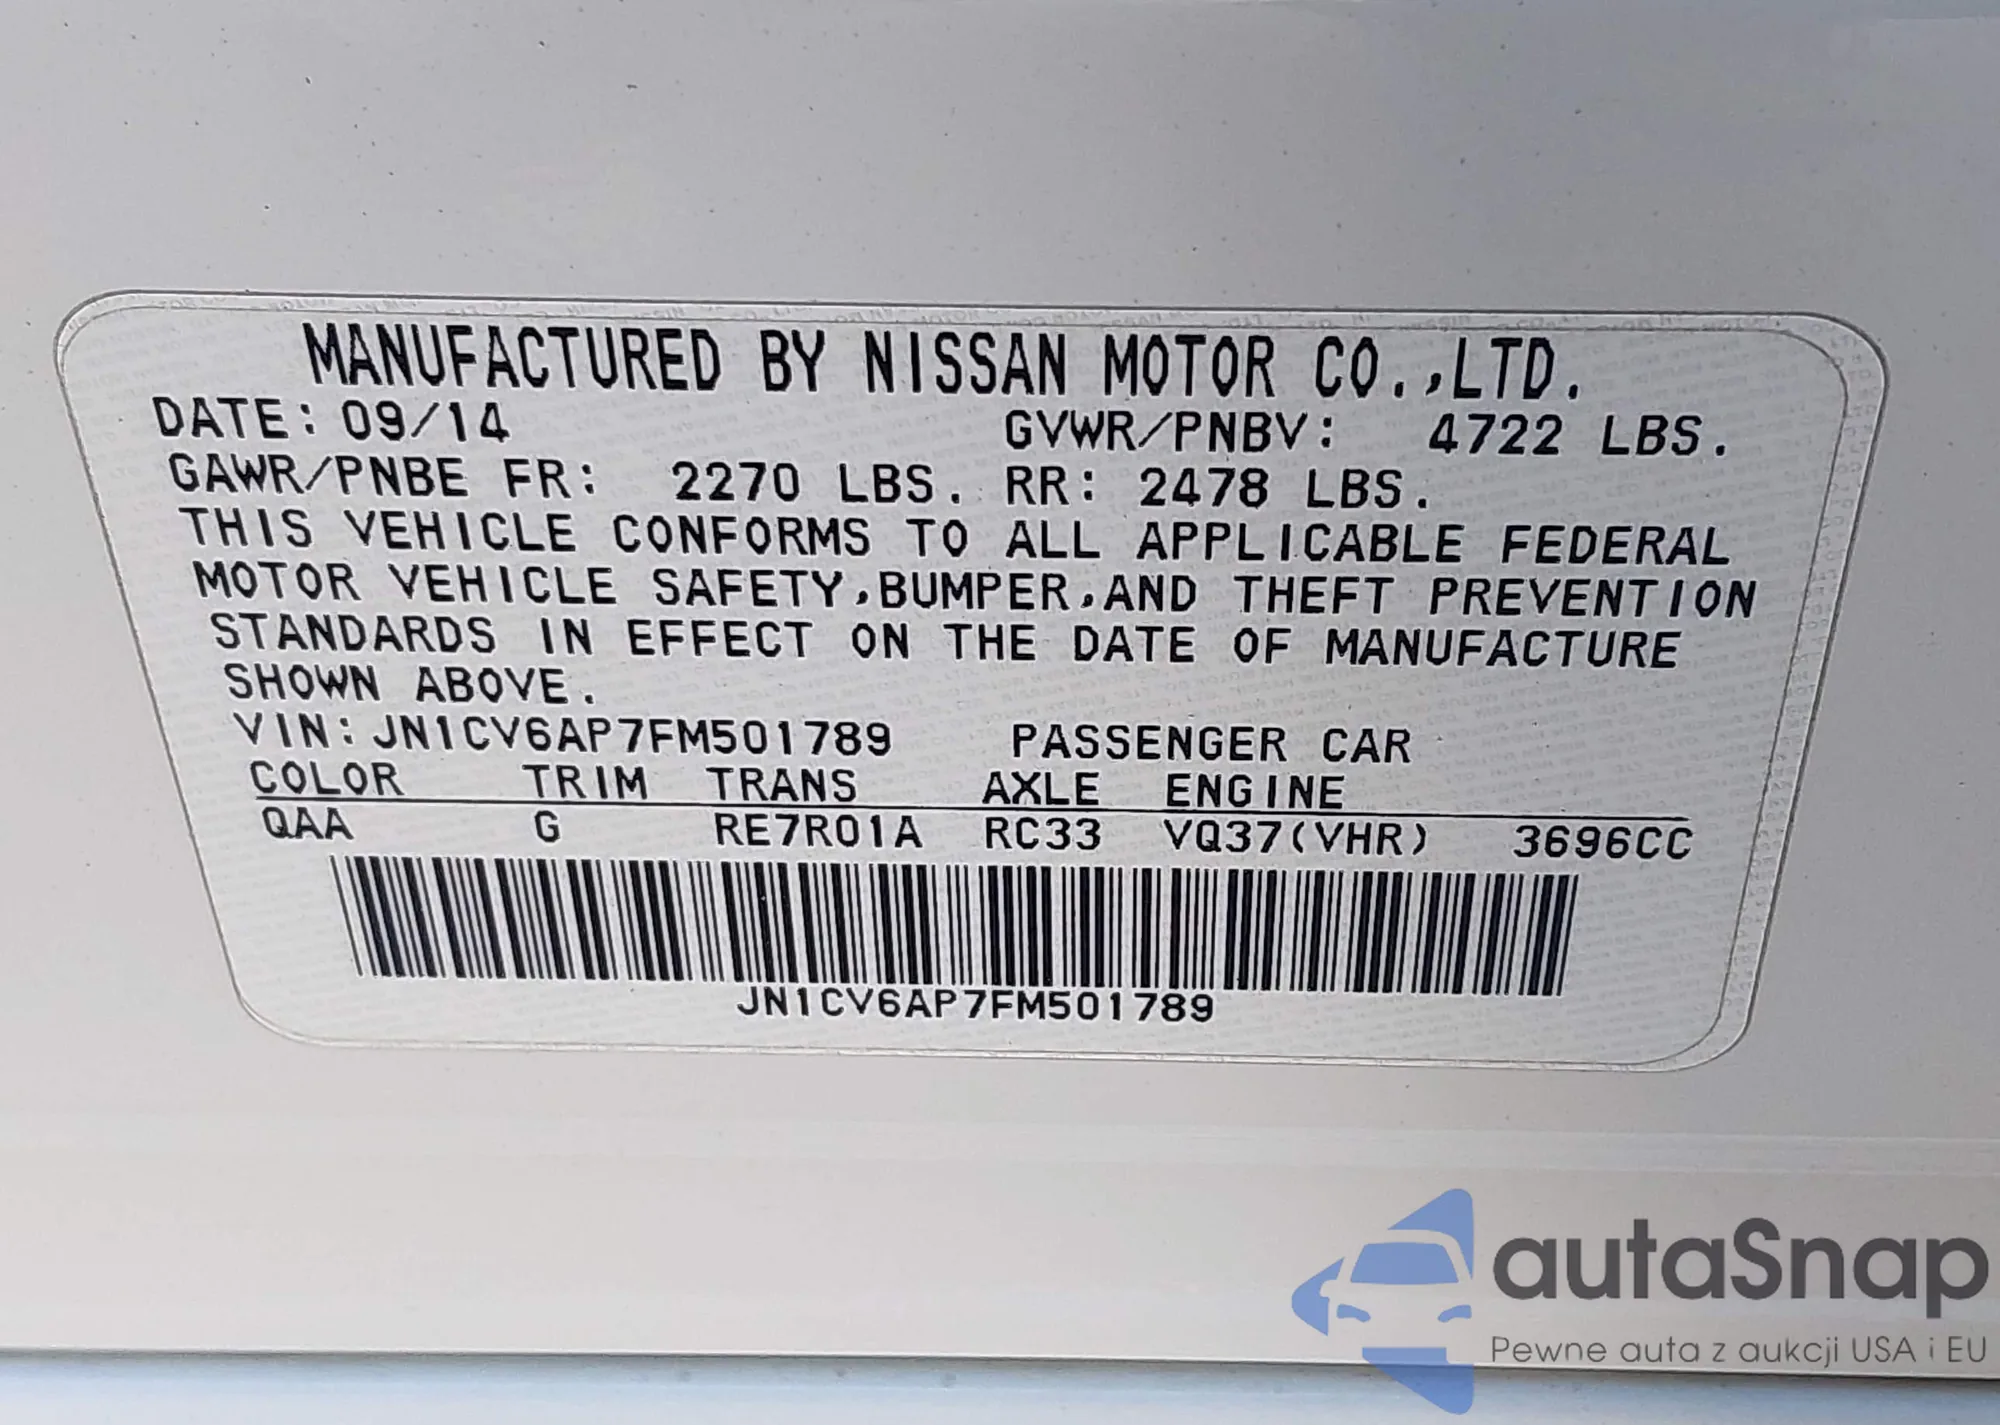 MANUFACTURED BY NISSAN MOTOR CO.,LTD.
DATE: 09/14 GVWR/PNBV: 4722 LBS.
GAWR/PNBE FR: 2270 LBS. RR: 2478 LBS.
THIS VEHICLE CONFORMS TO ALL APPLICABLE FEDERAL
MOTOR VEHICLE SAFETY,BUMPER,AND THEFT PREVENTION
STANDARDS IN EFFECT ON THE DATE OF MANUFACTURE
SHOWN ABOVE.
VIN: JN1CV6AP7FM501789 PASSENGER CAR
COLOR TRIM TRANS AXLE ENGINE
QAA G RE7R01A RC33 VQ37(VHR) 3696CC
JN1CV6AP7FM501789
autaSnap
Pewne auta z aukcji USA i EU